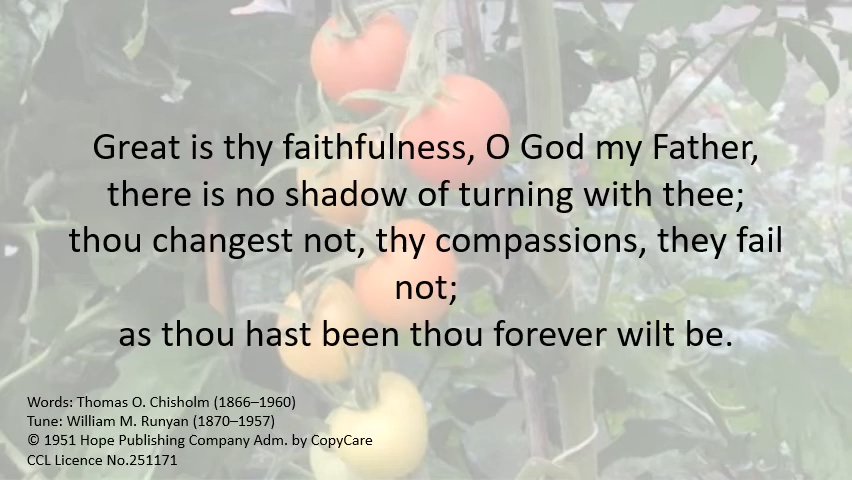 Great is thy faithfulness, O God my Father,
there is no shadow of turning with thee;
thou changest not, thy compassions, they fail
not;
as thou hast been thou forever wilt be.
Words: Thomas O. Chisholm (1866–1960)
Tune: William M. Runyan (1870–1957)
© 1951 Hope Publishing Company Adm. by CopyCare
CCL Licence No.251171